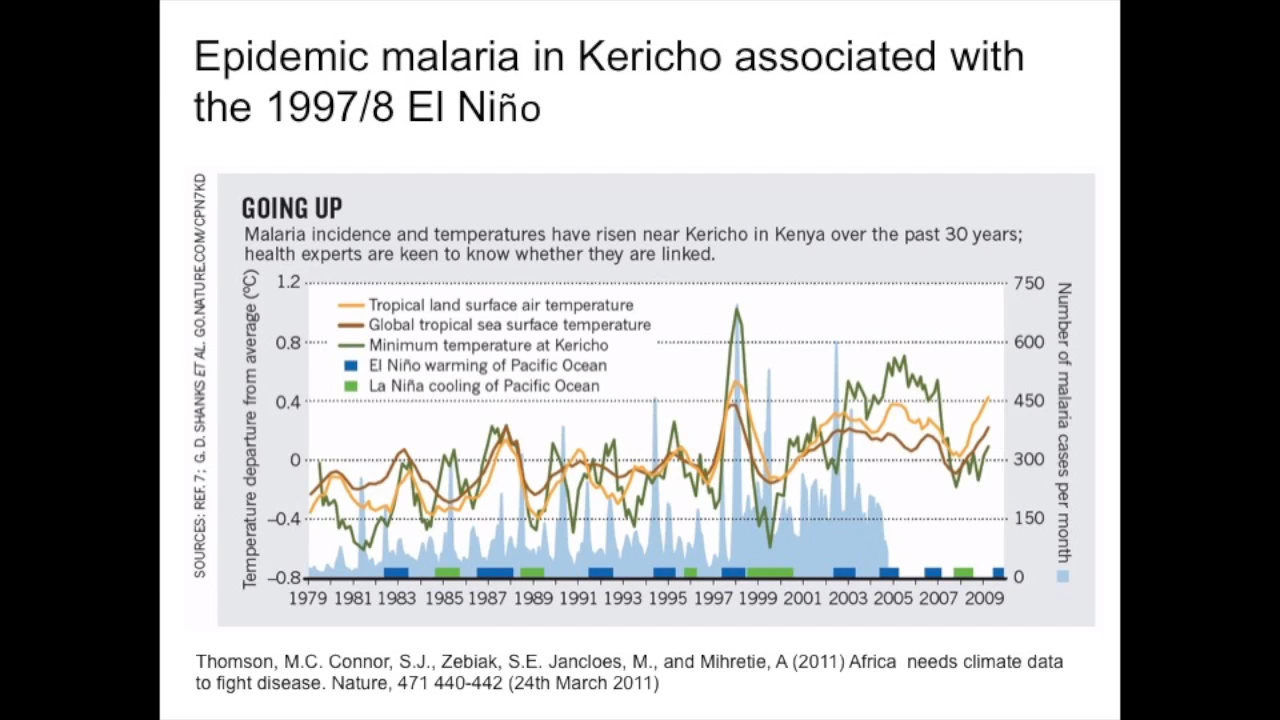 Epidemic malaria in Kericho associated with
the 1997/8 El Niño
SOURCES: REF. 7; G. D. SHANKS ET AL. GO.NATURE.COM/CPN7KD
GOING UP
Malaria incidence and temperatures have risen near Kericho in Kenya over the past 30 years;
health experts are keen to know whether they are linked.
Temperature departure from average (ºC)
1.2
0.8
0.4
0
–0.4
–0.8
Tropical land surface air temperature
Global tropical sea surface temperature
Minimum temperature at Kericho
El Niño warming of Pacific Ocean
La Niña cooling of Pacific Ocean
750
600
450
300
150
0
Number of malaria cases per month
1979 1981 1983 1985 1987 1989 1991 1993 1995 1997 1999 2001 2003 2005 2007 2009
Thomson, M.C. Connor, S.J., Zebiak, S.E. Jancloes, M., and Mihretie, A (2011) Africa needs climate data
to fight disease. Nature, 471 440-442 (24th March 2011)